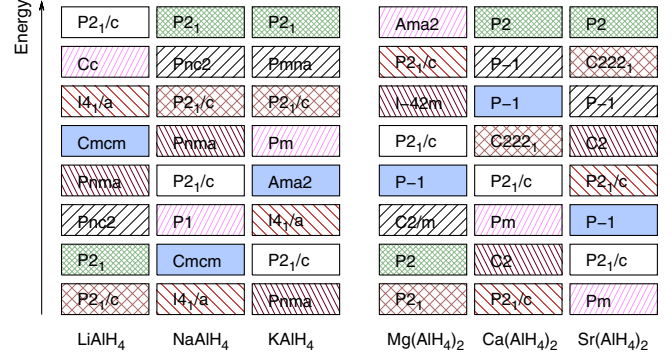 Energy
P2₁/c P2₁ P2₁ Ama2 P2 P2
Cc Pnc2 Pmna P2₁/c P−1 C222₁
I4₁/a P2₁/c P2₁/c I−42m P−1 P−1
Cmcm Pnma Pm P2₁/c C222₁ C2
Pnma P2₁/c Ama2 P−1 P2₁/c P2₁/c
Pnc2 P1 I4₁/a C2/m Pm P−1
P2₁ Cmcm P2₁/c P2 C2 P2₁/c
P2₁/c I4₁/a Pnma P2₁ P2₁/c Pm
LiAlH₄ NaAlH₄ KAlH₄ Mg(AlH₄)₂ Ca(AlH₄)₂ Sr(AlH₄)₂